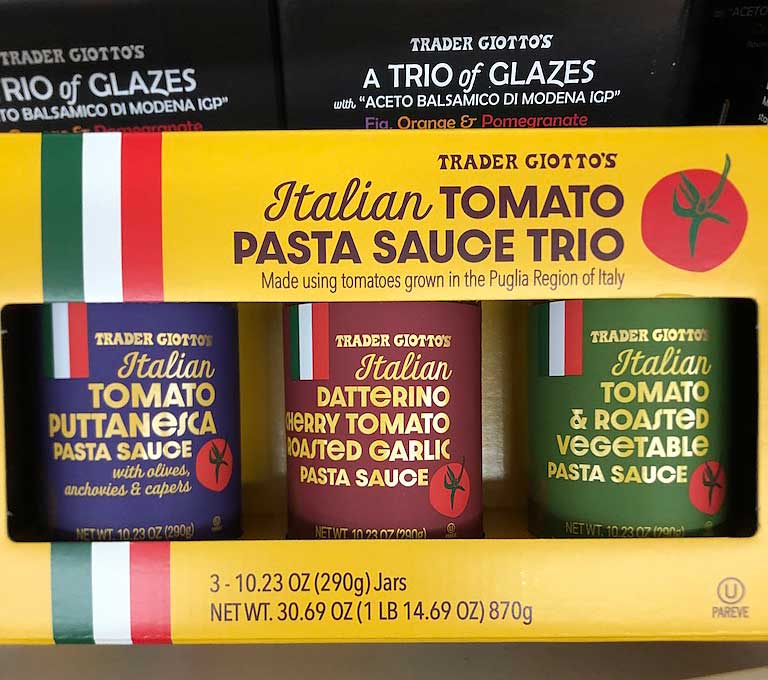 TRADER GIOTTO'S
TRIO of GLAZES
BALSAMICO DI MODENA IGP"
Pomegranate
TRADER GIOTTO'S
A TRIO of GLAZES
with "ACETO BALSAMICO DI MODENA IGP"
Fig, Orange & Pomegranate
TRADER GIOTTO'S
Italian TOMATO
PASTA SAUCE TRIO
Made using tomatoes grown in the Puglia Region of Italy
TRADER GIOTTO'S
Italian
TOMATO
PUTTANESCA
PASTA SAUCE
with olives,
anchovies & capers
NET WT. 10.23 OZ (290g)
TRADER GIOTTO'S
Italian
DATTERINO
CHERRY TOMATO
ROASTED GARLIC
PASTA SAUCE
NET WT. 10.23 OZ (290g)
TRADER GIOTTO'S
Italian
TOMATO
& ROASTED
VEGETABLE
PASTA SAUCE
NET WT. 10.23 OZ (290g)
3 - 10.23 OZ (290g) Jars
NET WT. 30.69 OZ (1 LB 14.69 OZ) 870g
U
PAREVE